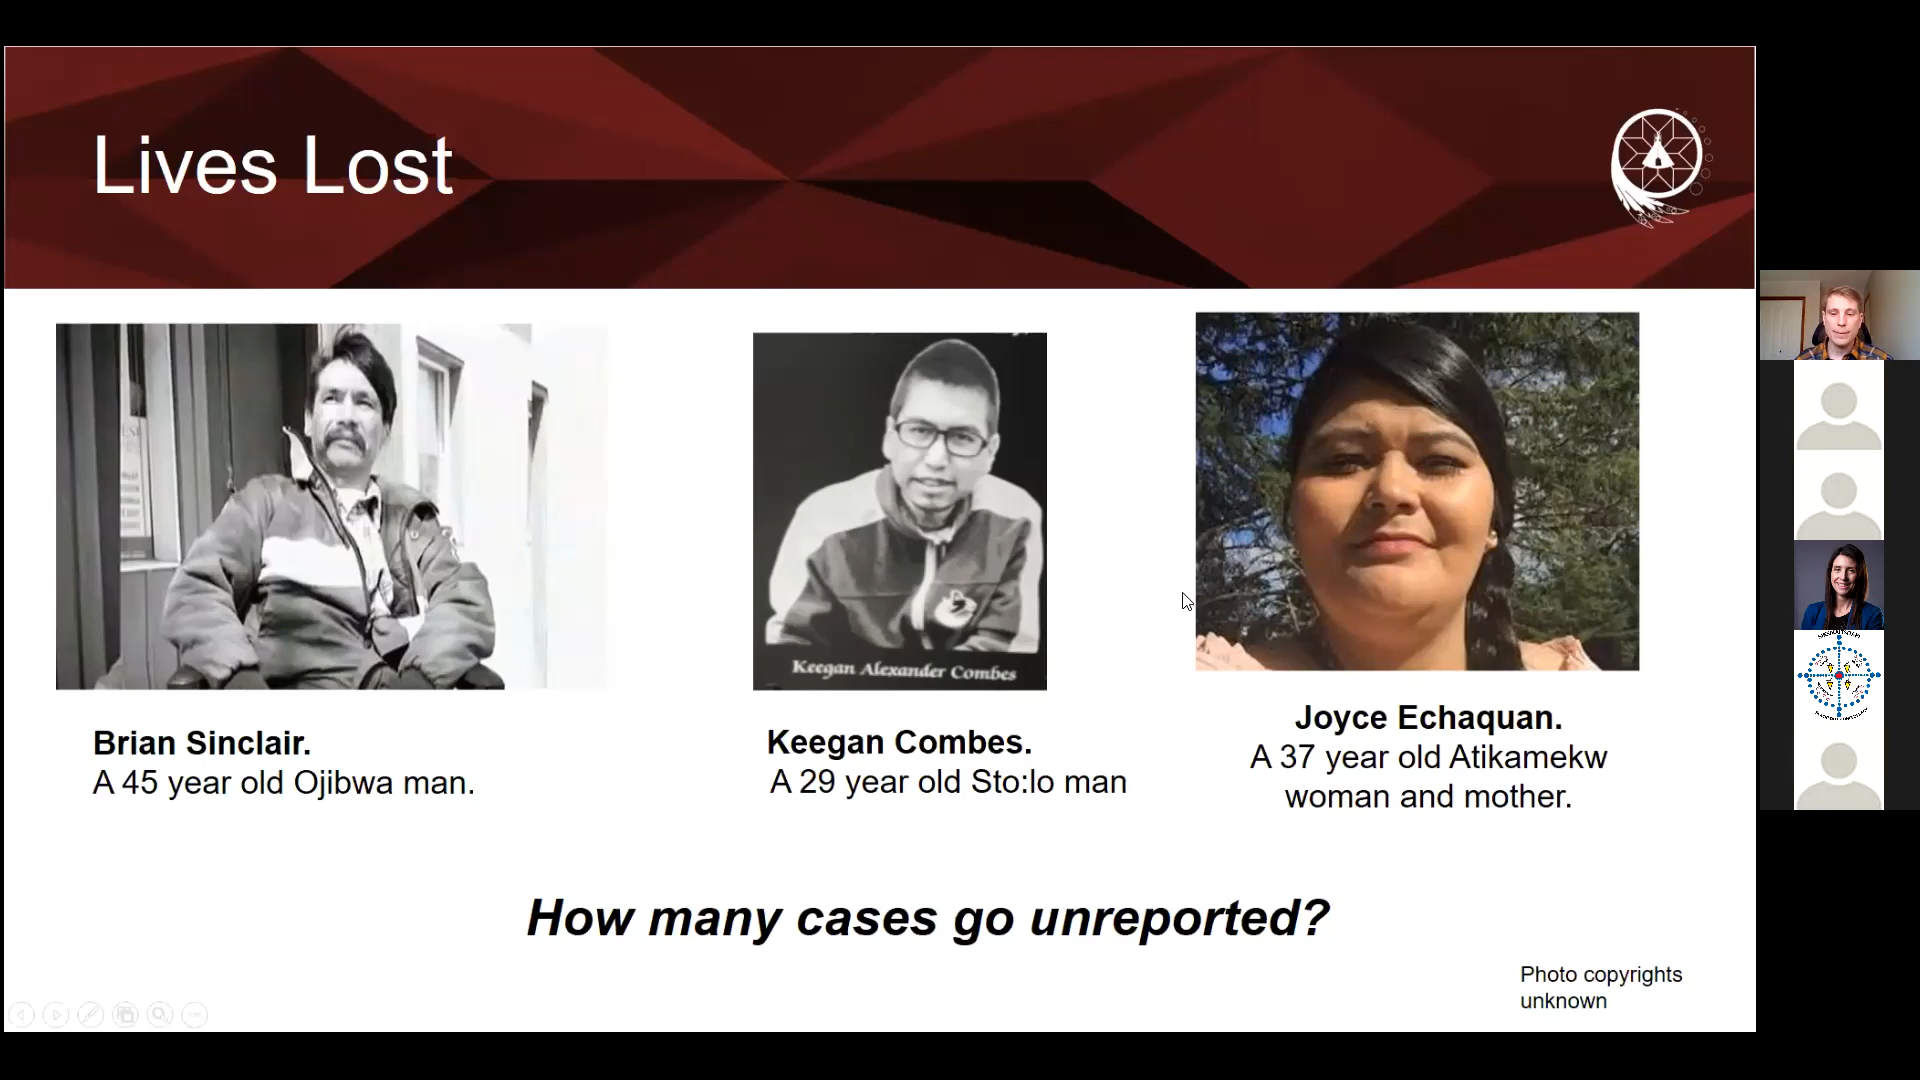 Lives Lost
Keegan Alexander Combes
Brian Sinclair.
A 45 year old Ojibwa man.
Keegan Combes.
A 29 year old Sto:lo man
Joyce Echaquan.
A 37 year old Atikamekw
woman and mother.
How many cases go unreported?
Photo copyrights
unknown